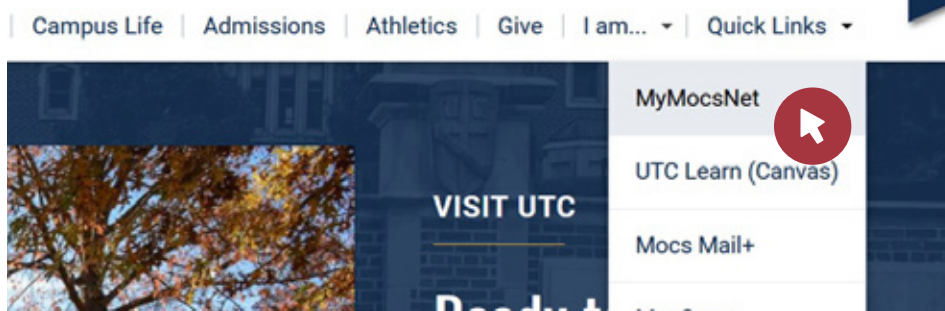 Campus Life | Admissions | Athletics | Give | I am... | Quick Links
MyMocsNet
UTC Learn (Canvas)
VISIT UTC
Mocs Mail+